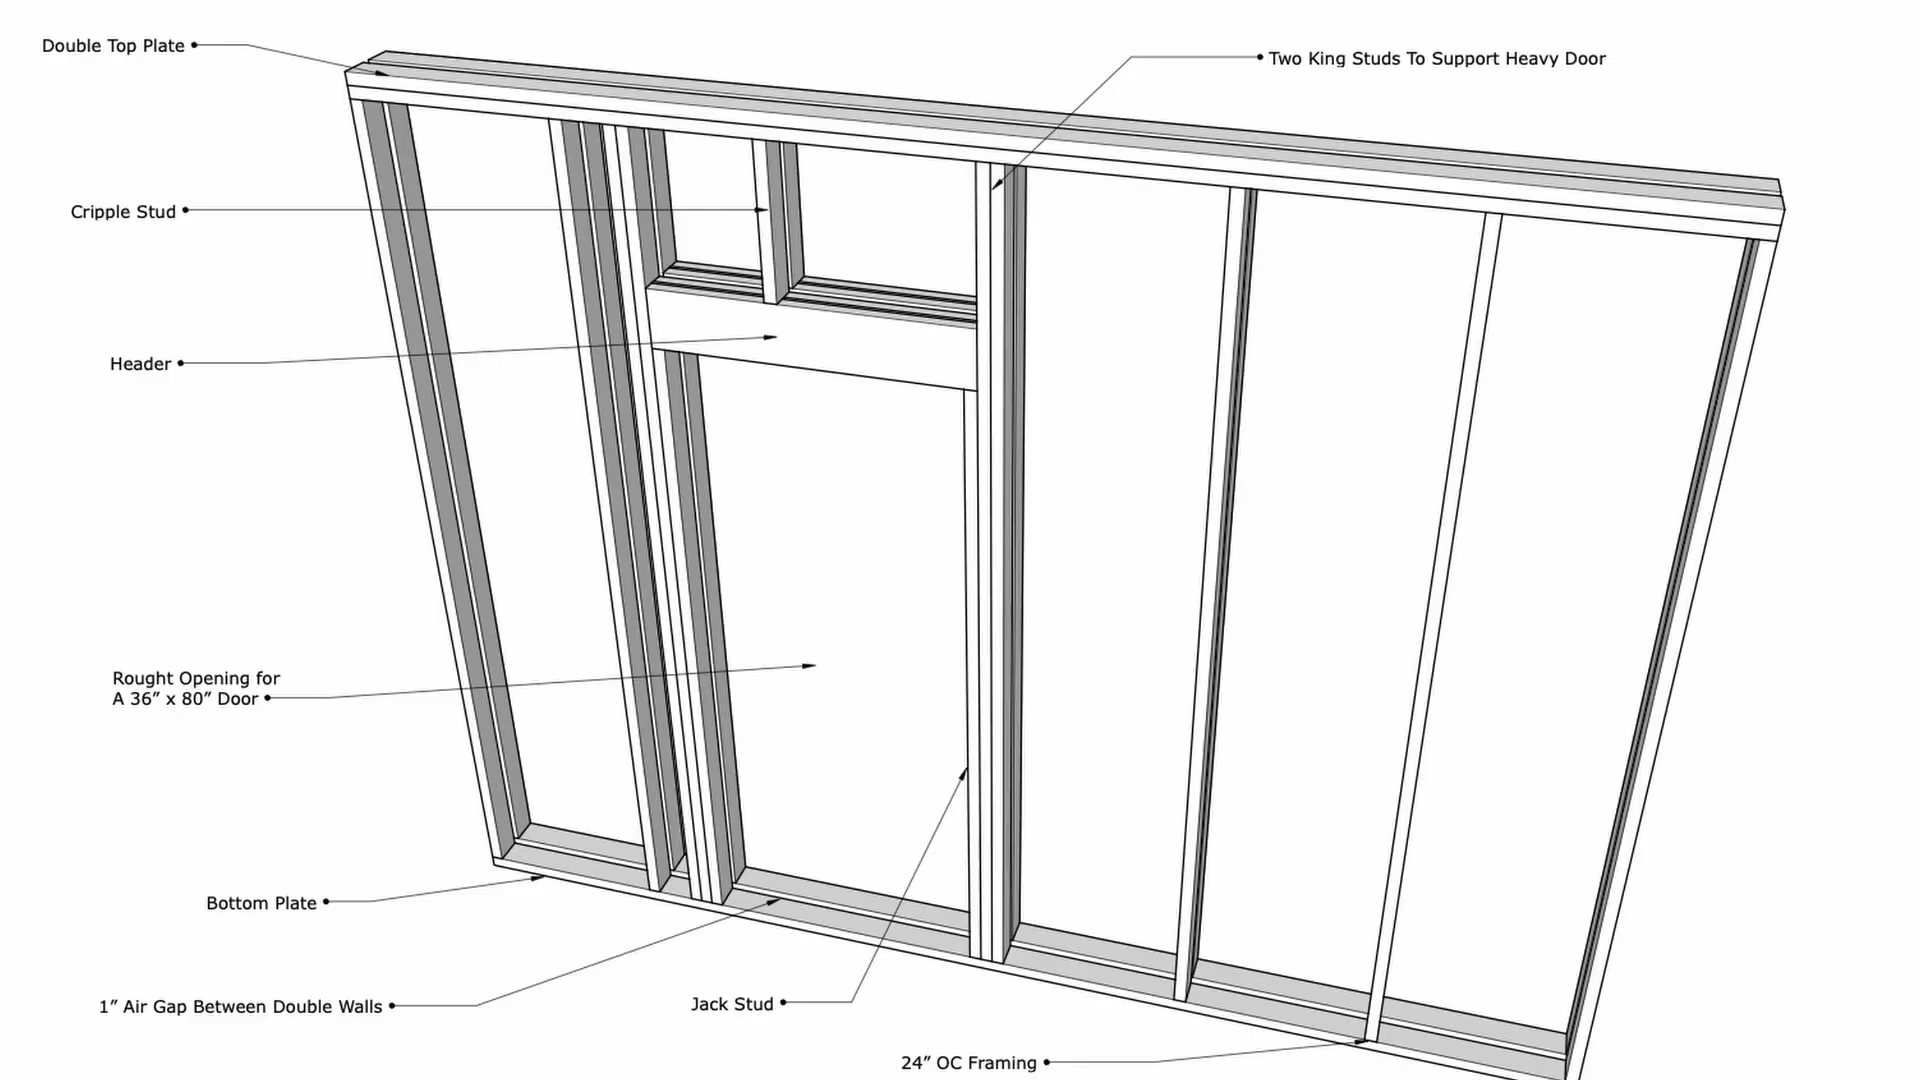 Double Top Plate
Two King Studs To Support Heavy Door
Cripple Stud
Header
Rought Opening for
A 36” x 80” Door
Bottom Plate
1” Air Gap Between Double Walls
Jack Stud
24” OC Framing